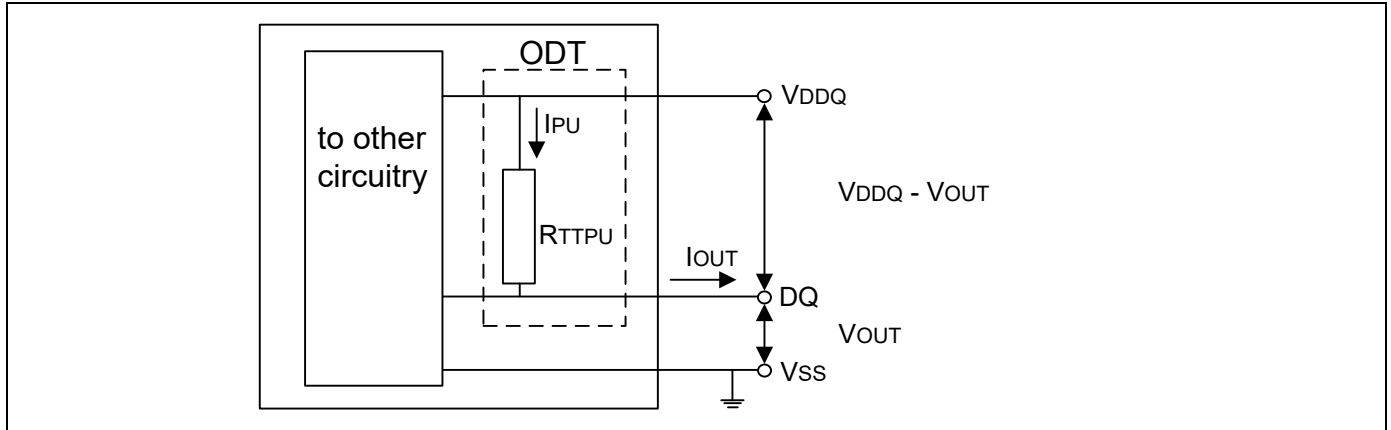 ODT
VDDQ
IPU
to other
circuitry
VDDQ - VOUT
RTTPU
IOUT
DQ
VOUT
VSS